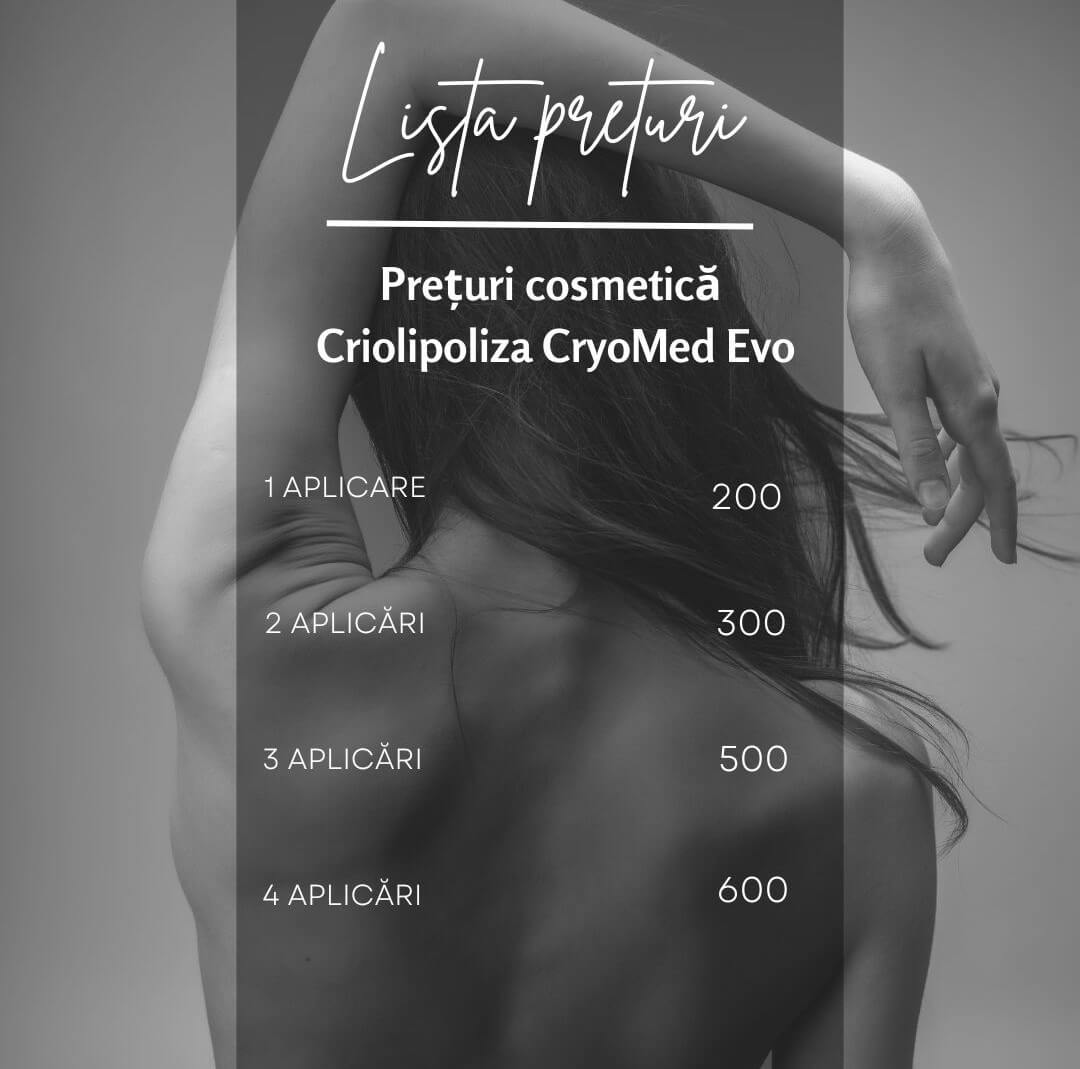 Lista preturi
Prețuri cosmetică
Criolipoliza CryoMed Evo
1 APLICARE 200
2 APLICĂRI 300
3 APLICĂRI 500
4 APLICĂRI 600